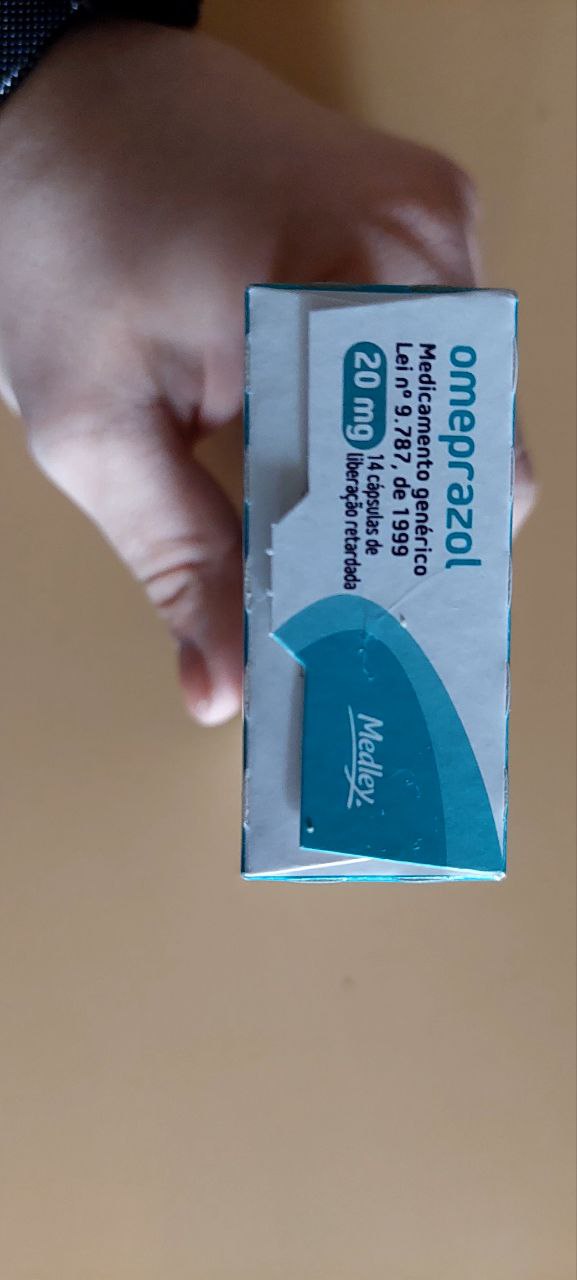 omeprazol
Medicamento genérico
Lei nº 9.787, de 1999
20 mg
14 cápsulas de
liberação retardada
Medley.